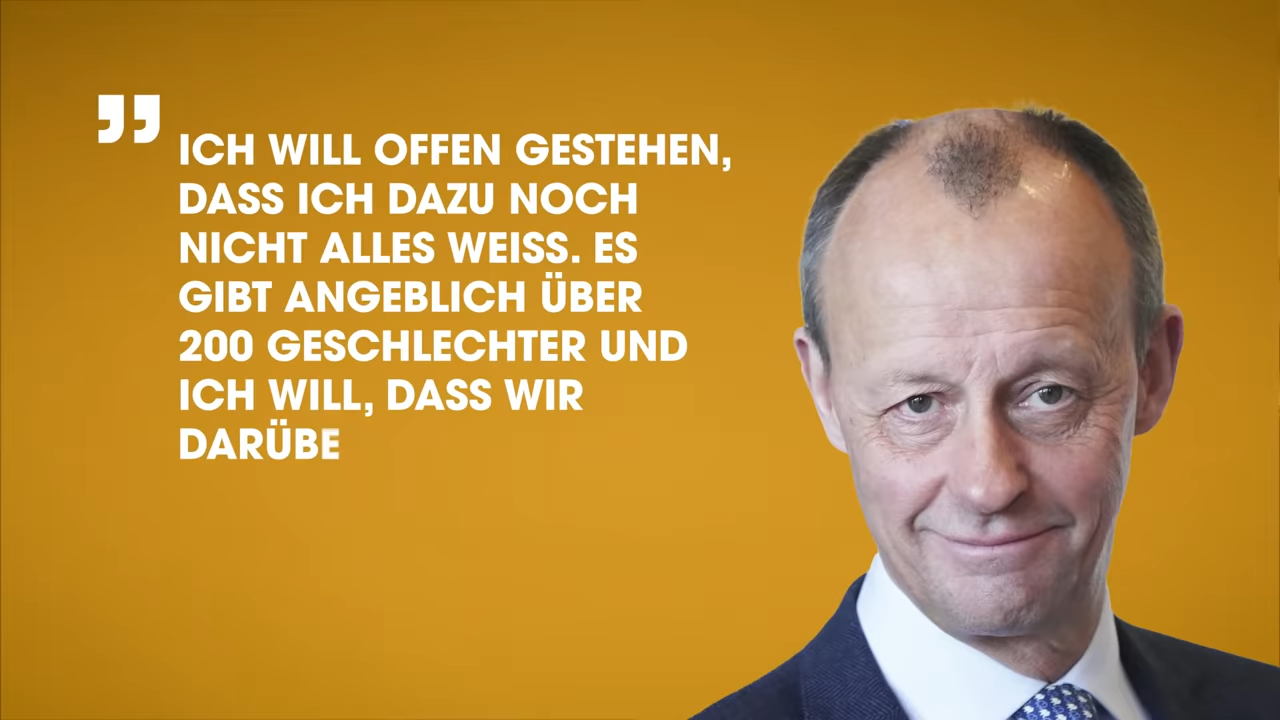 ”
ICH WILL OFFEN GESTEHEN,
DASS ICH DAZU NOCH
NICHT ALLES WEISS. ES
GIBT ANGEBLICH ÜBER
200 GESCHLECHTER UND
ICH WILL, DASS WIR
DARÜBE